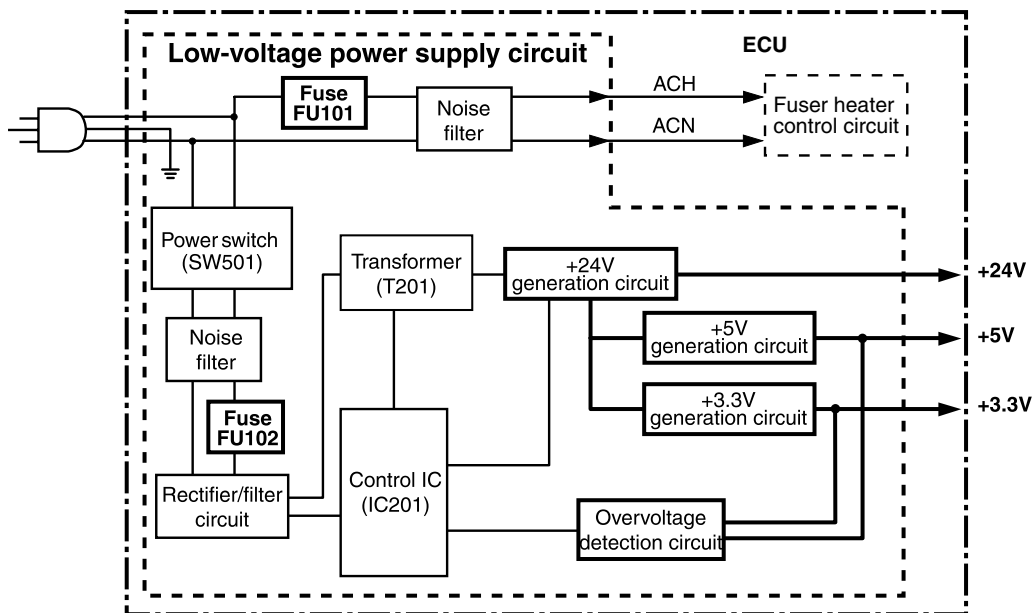 Low-voltage power supply circuit
ECU
Fuse
FU101
Noise
filter
ACH
ACN
Fuser heater
control circuit
Power switch
(SW501)
Transformer
(T201)
+24V
generation circuit
+24V
Noise
filter
+5V
generation circuit
+5V
Fuse
FU102
+3.3V
generation circuit
+3.3V
Rectifier/filter
circuit
Control IC
(IC201)
Overvoltage
detection circuit